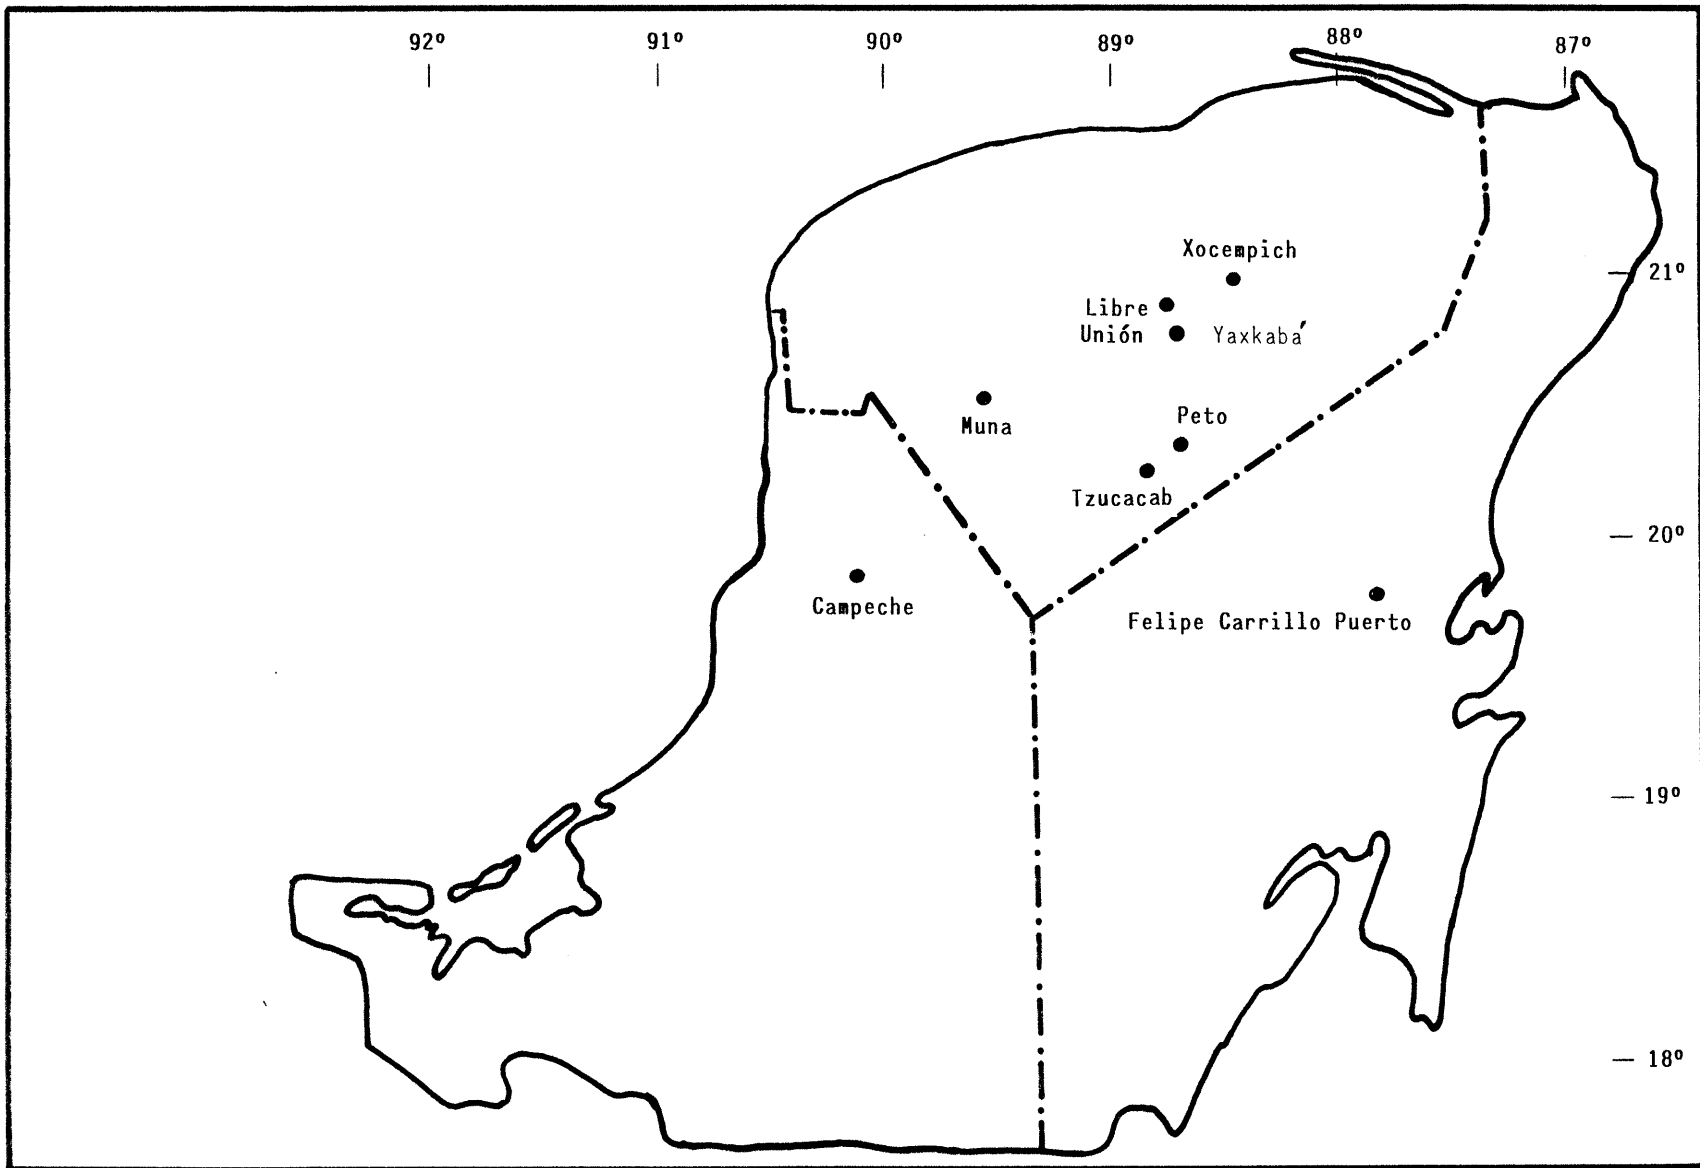 92º 91º 90º 89º 88º 87º
Xocempich
21º
Libre
Unión
Yaxkabá
Peto
Muna
Tzucacab
20º
Campeche
Felipe Carrillo Puerto
19º
18º